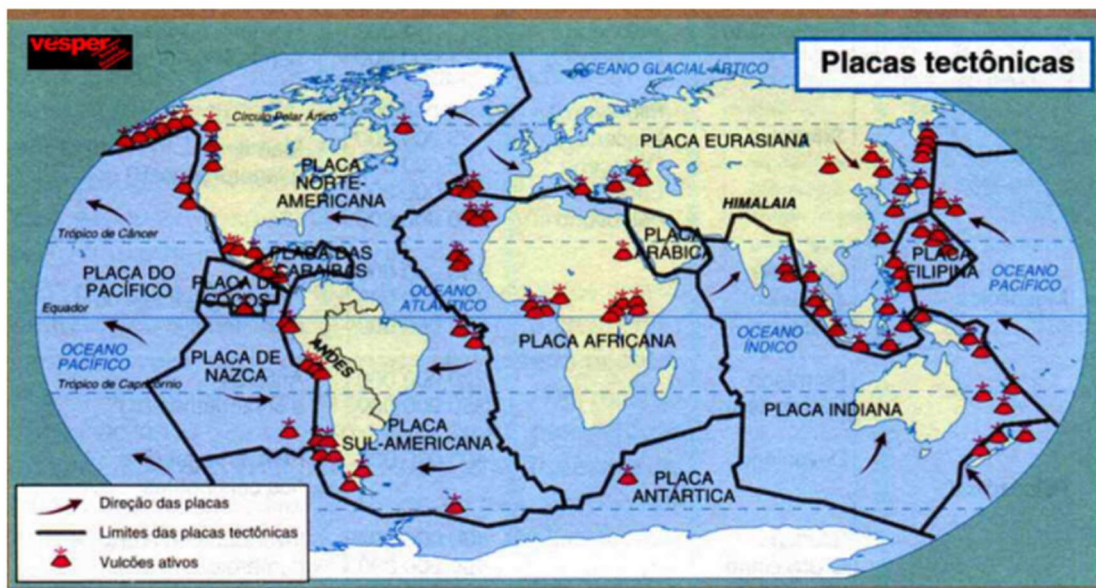 vesper
Placas tectônicas
OCEANO GLACIAL ÁRTICO
Círculo Polar Ártico
PLACA EURASIANA
PLACA
NORTE-
AMERICANA
HIMALAIA
Trópico de Câncer
PLACA
ARÁBICA
PLACA DAS
CARAÍBAS
PLACA DO
PACÍFICO
PLACA DE
COCOS
OCEANO
ATLÂNTICO
PLACA
FILIPINA
OCEANO
PACÍFICO
Equador
PLACA AFRICANA
OCEANO
ÍNDICO
OCEANO
PACÍFICO
PLACA DE
NAZCA
ANDES
Trópico de Capricórnio
PLACA INDIANA
PLACA
SUL-AMERICANA
PLACA
ANTÁRTICA
Direção das placas
Limites das placas tectônicas
Vulcões ativos